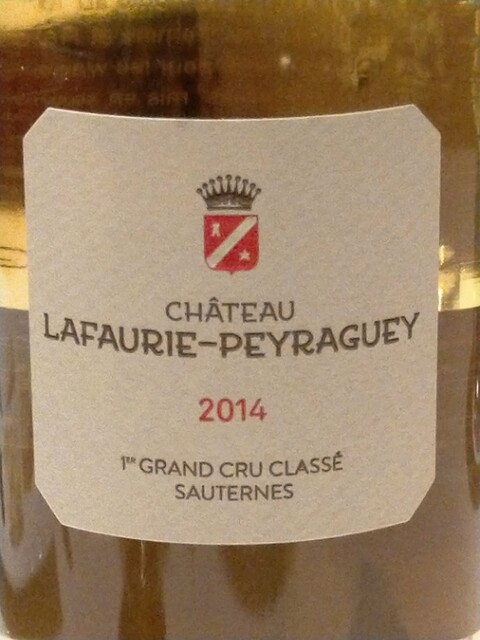 CHÂTEAU
LAFAURIE-PEYRAGUEY
2014
1ER GRAND CRU CLASSÉ
SAUTERNES